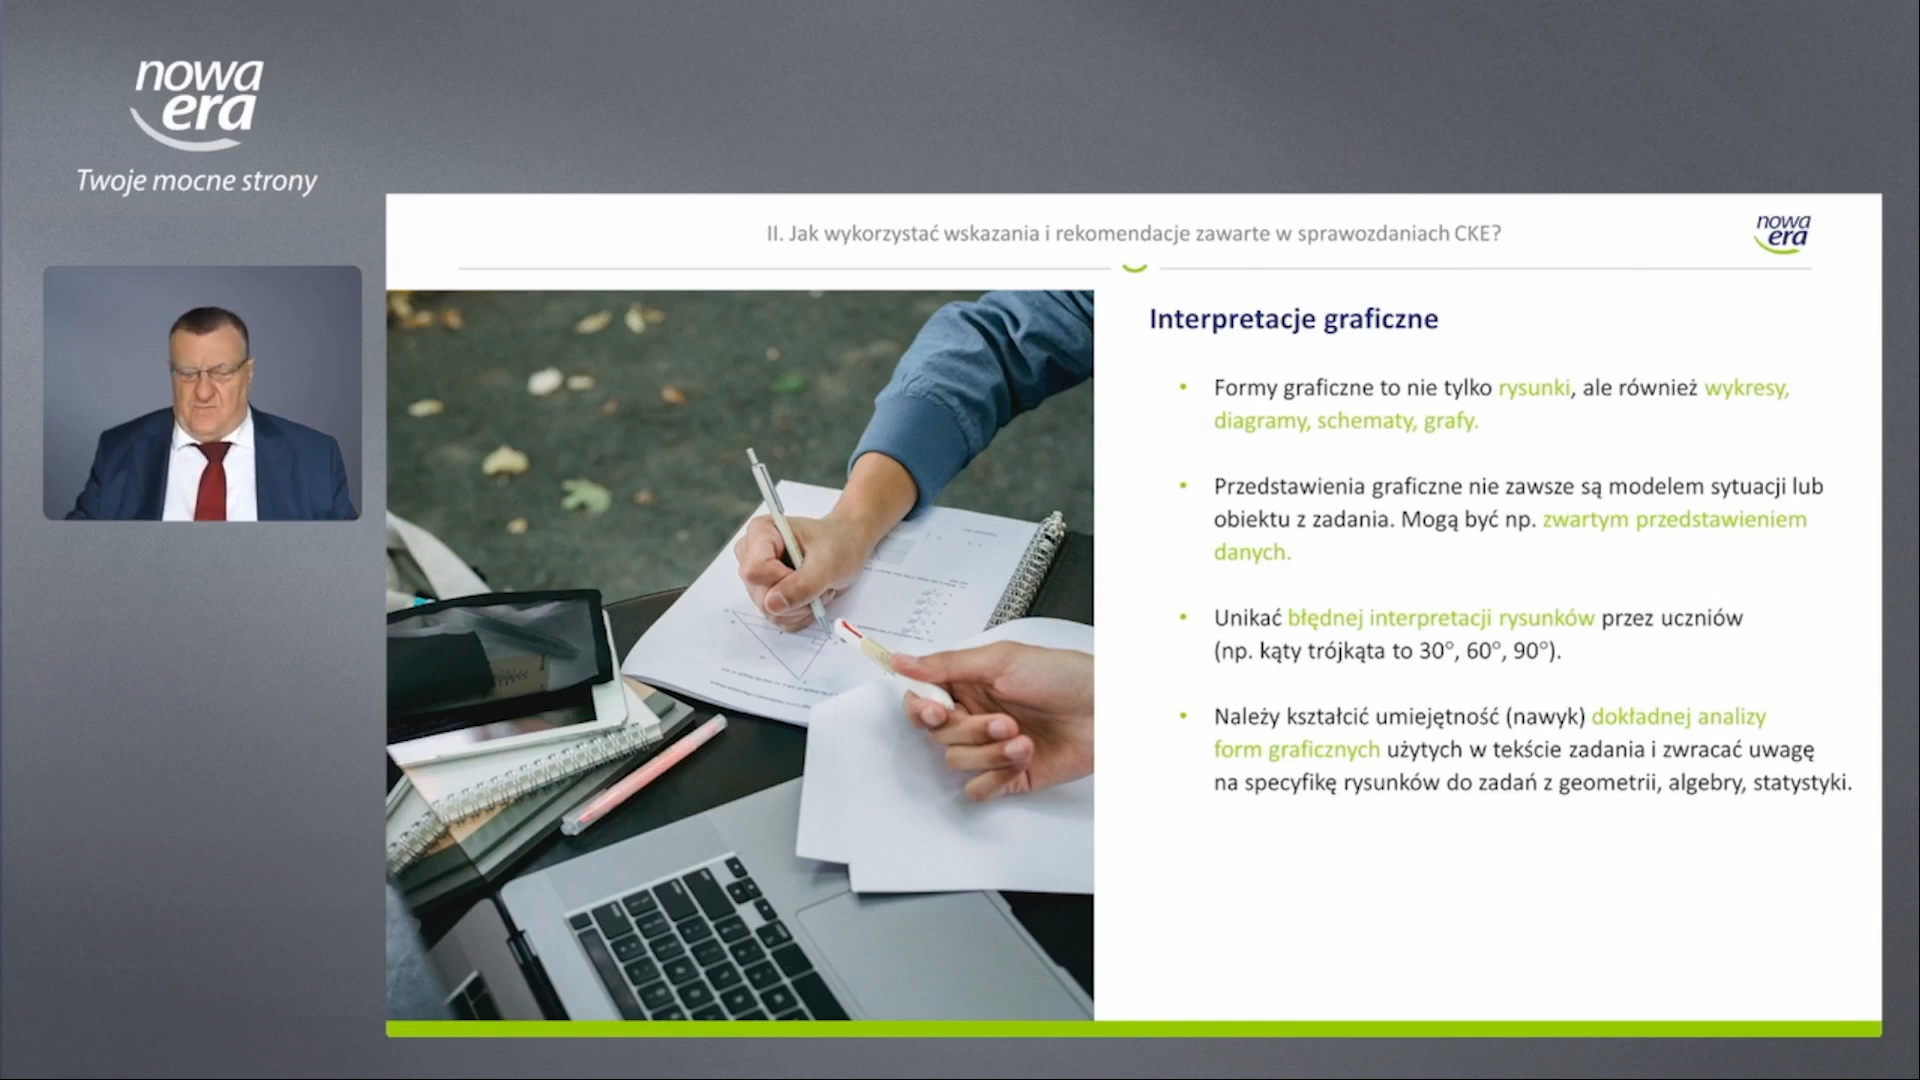 nowa
era
Twoje mocne strony
II. Jak wykorzystać wskazania i rekomendacje zawarte w sprawozdaniach CKE?
nowa
era
Interpretacje graficzne
• Formy graficzne to nie tylko rysunki, ale również wykresy,
diagramy, schematy, grafy.
• Przedstawienia graficzne nie zawsze są modelem sytuacji lub
obiektu z zadania. Mogą być np. zwartym przedstawieniem
danych.
• Unikać błędnej interpretacji rysunków przez uczniów
(np. kąty trójkąta to 30°, 60°, 90°).
• Należy kształcić umiejętność (nawyk) dokładnej analizy
form graficznych użytych w tekście zadania i zwracać uwagę
na specyfikę rysunków do zadań z geometrii, algebry, statystyki.